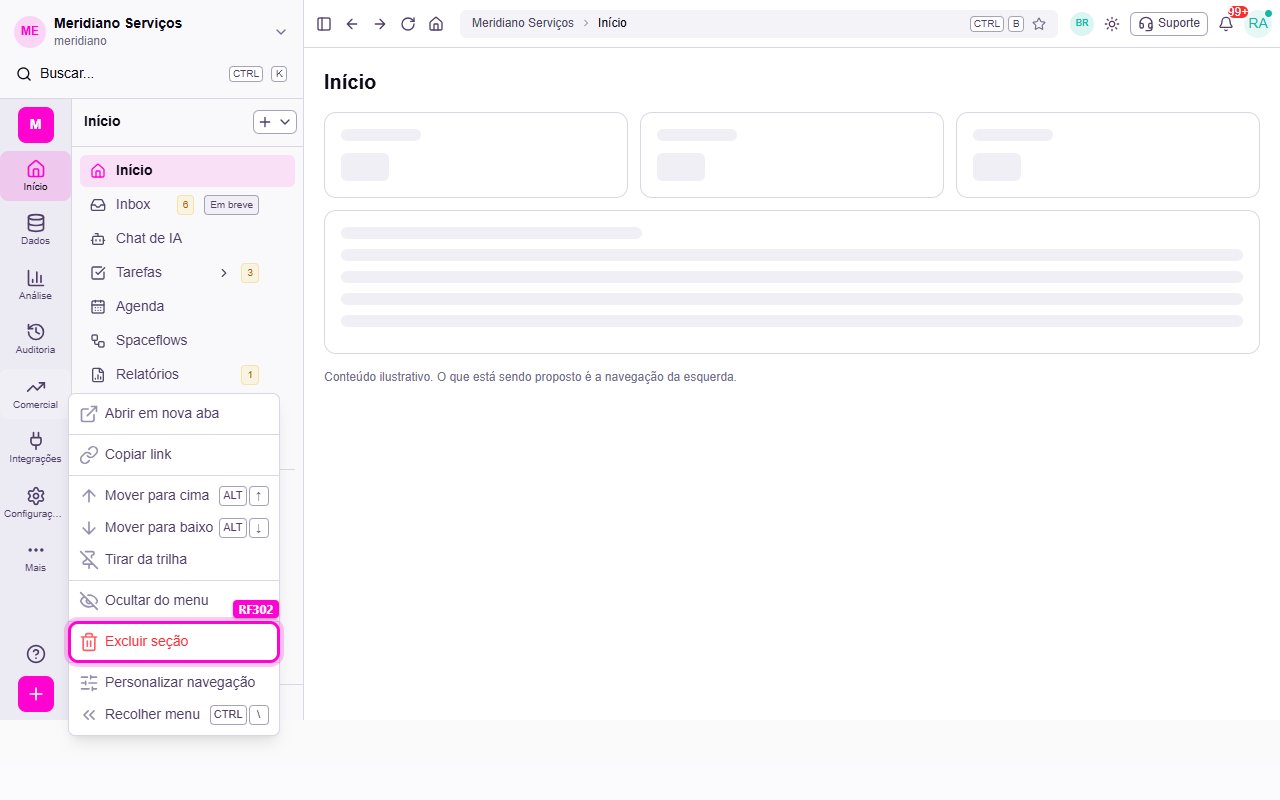 ME
Meridiano Serviços
meridiano
Buscar...
CTRL K
Meridiano Serviços
Início
CTRL B
BR
Suporte
99+
RA
M
Início
Dados
Análise
Auditoria
Comercial
Integrações
Configuraç...
Mais
Início
Início
Inbox 6 Em breve
Chat de IA
Tarefas 3
Agenda
Spaceflows
Relatórios 1
Abrir em nova aba
Copiar link
Mover para cima ALT ↑
Mover para baixo ALT ↓
Tirar da trilha
Ocultar do menu
RF302
Excluir seção
Personalizar navegação
Recolher menu CTRL \
Início
Conteúdo ilustrativo. O que está sendo proposto é a navegação da esquerda.